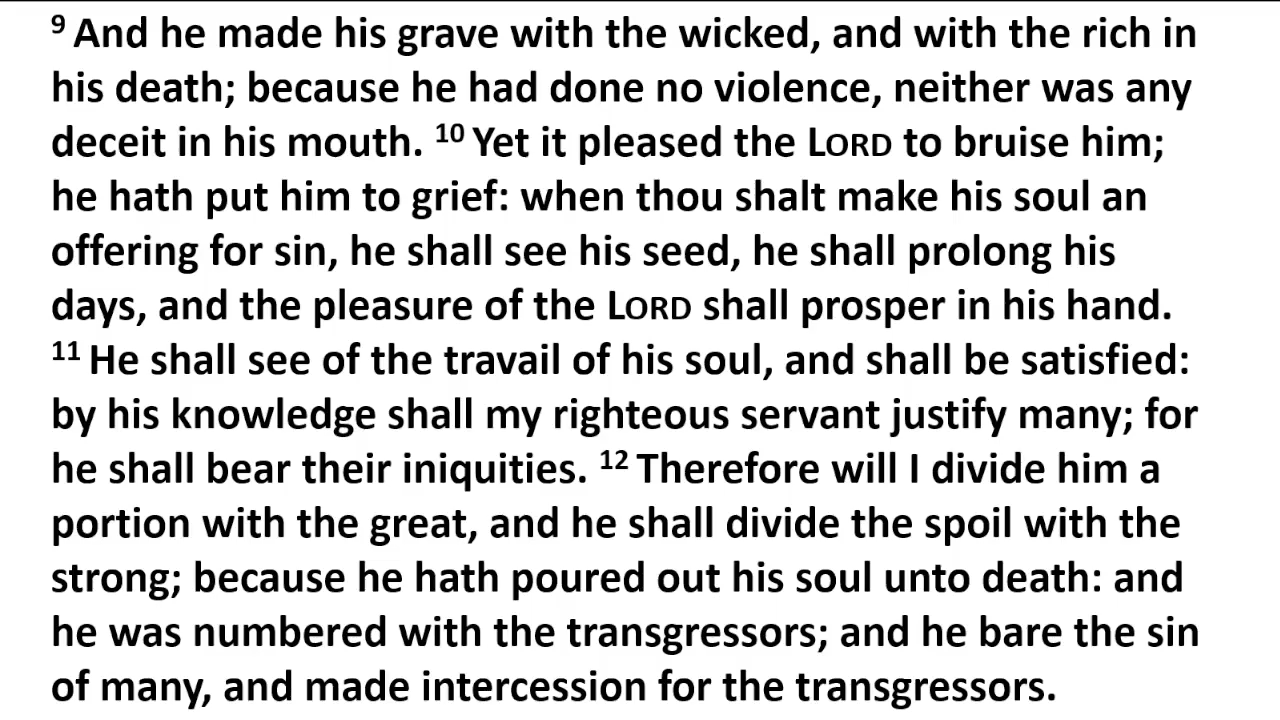 9 And he made his grave with the wicked, and with the rich in
his death; because he had done no violence, neither was any
deceit in his mouth. 10 Yet it pleased the LORD to bruise him;
he hath put him to grief: when thou shalt make his soul an
offering for sin, he shall see his seed, he shall prolong his
days, and the pleasure of the LORD shall prosper in his hand.
11 He shall see of the travail of his soul, and shall be satisfied:
by his knowledge shall my righteous servant justify many; for
he shall bear their iniquities. 12 Therefore will I divide him a
portion with the great, and he shall divide the spoil with the
strong; because he hath poured out his soul unto death: and
he was numbered with the transgressors; and he bare the sin
of many, and made intercession for the transgressors.